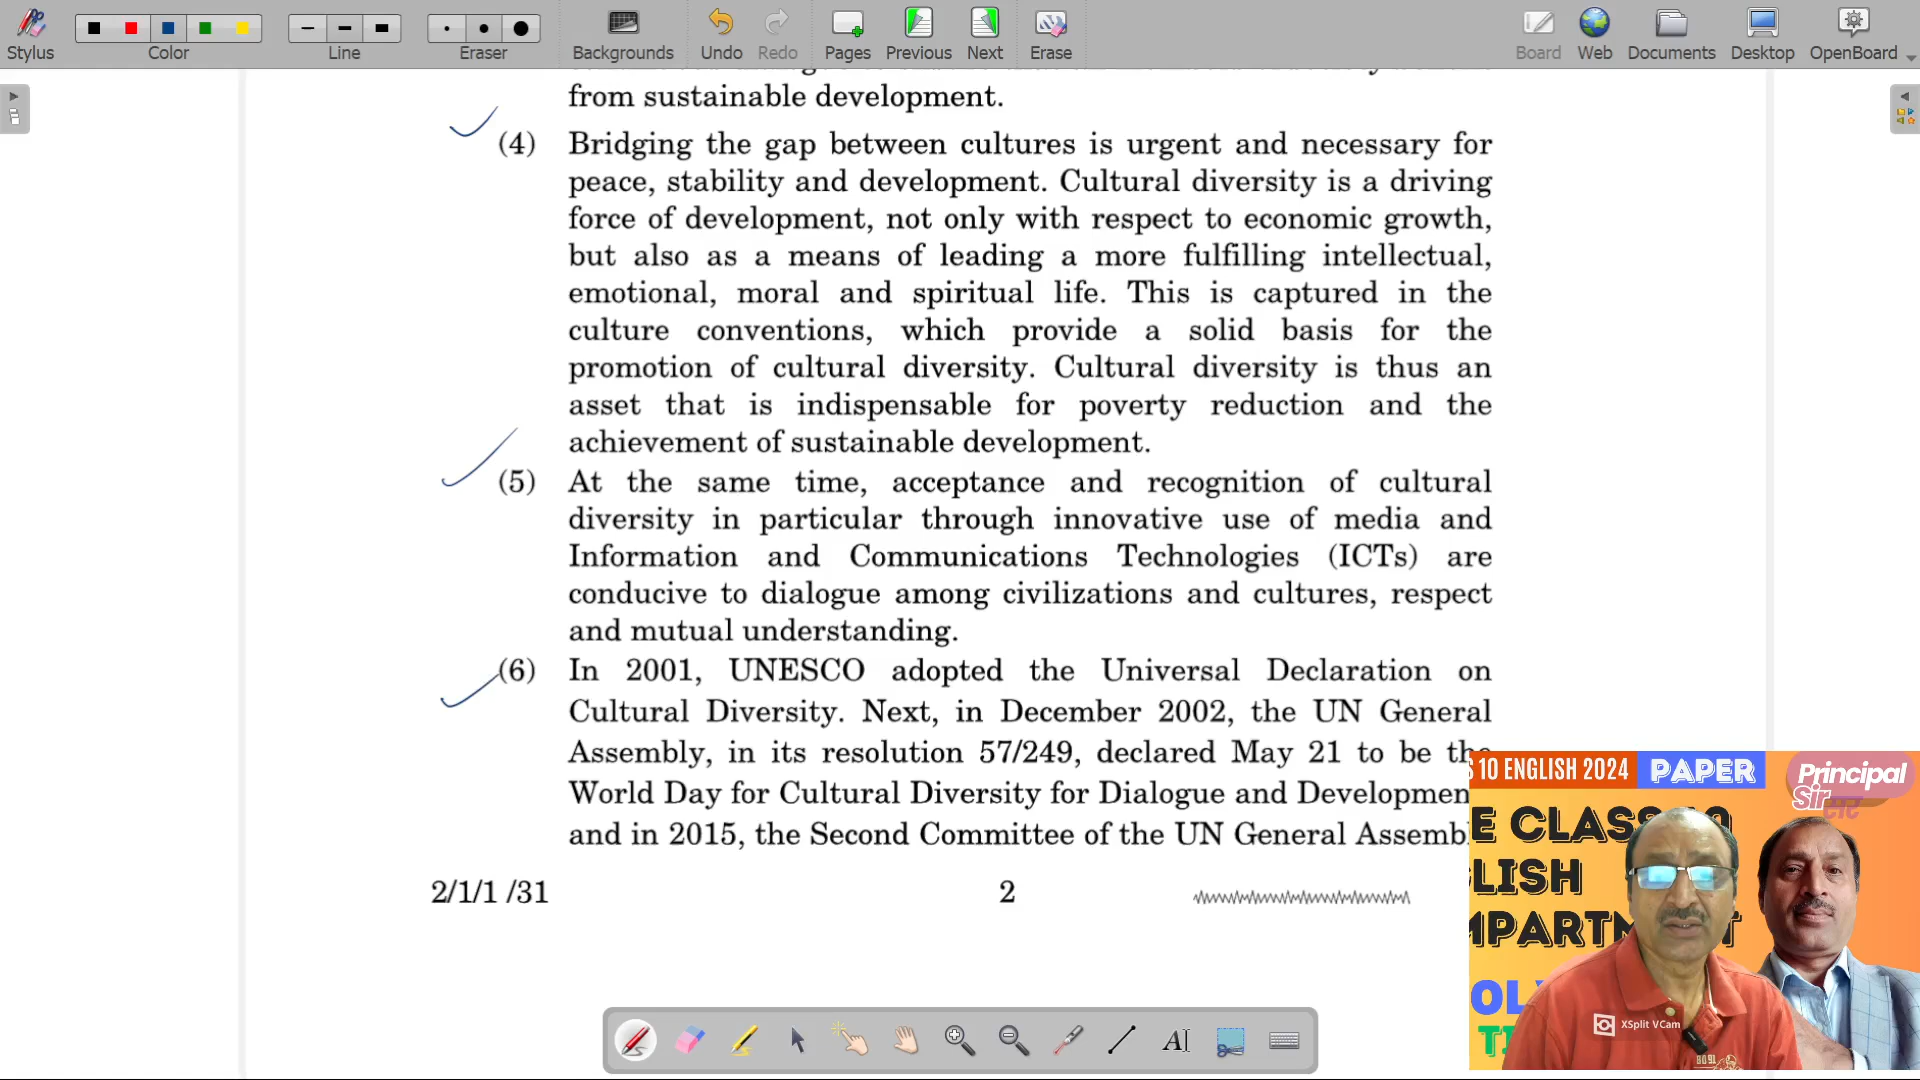 Stylus
Color
Line
Eraser
Backgrounds
Undo
Redo
Pages
Previous
Next
Erase
Board
Web
Documents
Desktop
OpenBoard
from sustainable development.
(4) Bridging the gap between cultures is urgent and necessary for
peace, stability and development. Cultural diversity is a driving
force of development, not only with respect to economic growth,
but also as a means of leading a more fulfilling intellectual,
emotional, moral and spiritual life. This is captured in the
culture conventions, which provide a solid basis for the
promotion of cultural diversity. Cultural diversity is thus an
asset that is indispensable for poverty reduction and the
achievement of sustainable development.
(5) At the same time, acceptance and recognition of cultural
diversity in particular through innovative use of media and
Information and Communications Technologies (ICTs) are
conducive to dialogue among civilizations and cultures, respect
and mutual understanding.
(6) In 2001, UNESCO adopted the Universal Declaration on
Cultural Diversity. Next, in December 2002, the UN General
Assembly, in its resolution 57/249, declared May 21 to be the
World Day for Cultural Diversity for Dialogue and Developmen
and in 2015, the Second Committee of the UN General Assembl
2/1/1 /31
2
S 10 ENGLISH 2024 PAPER
Principal
Sir
E CLASS 10
LISH
MPARTM T
OL
TI
XSplit VCam
AI